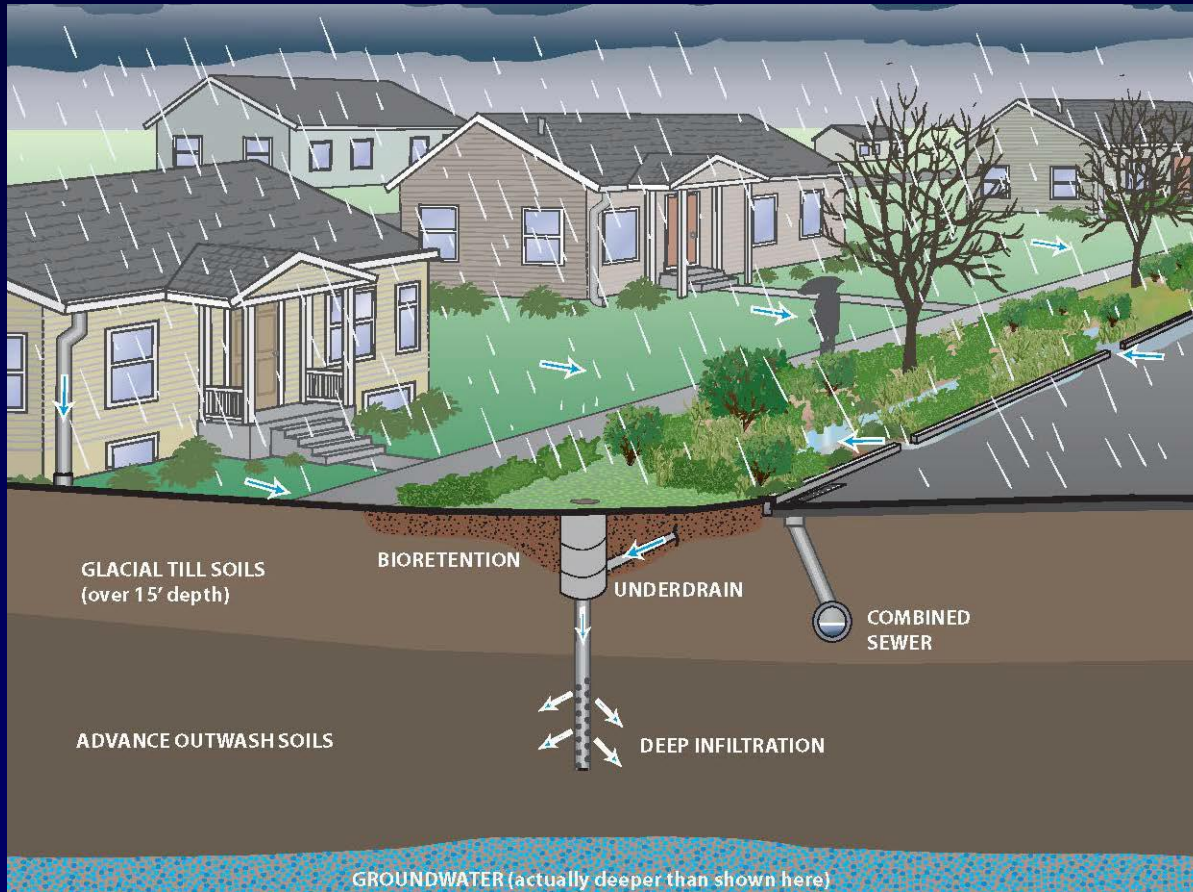 BIORETENTION
GLACIAL TILL SOILS
(over 15' depth)
UNDERDRAIN
COMBINED
SEWER
ADVANCE OUTWASH SOILS
DEEP INFILTRATION
GROUNDWATER (actually deeper than shown here)